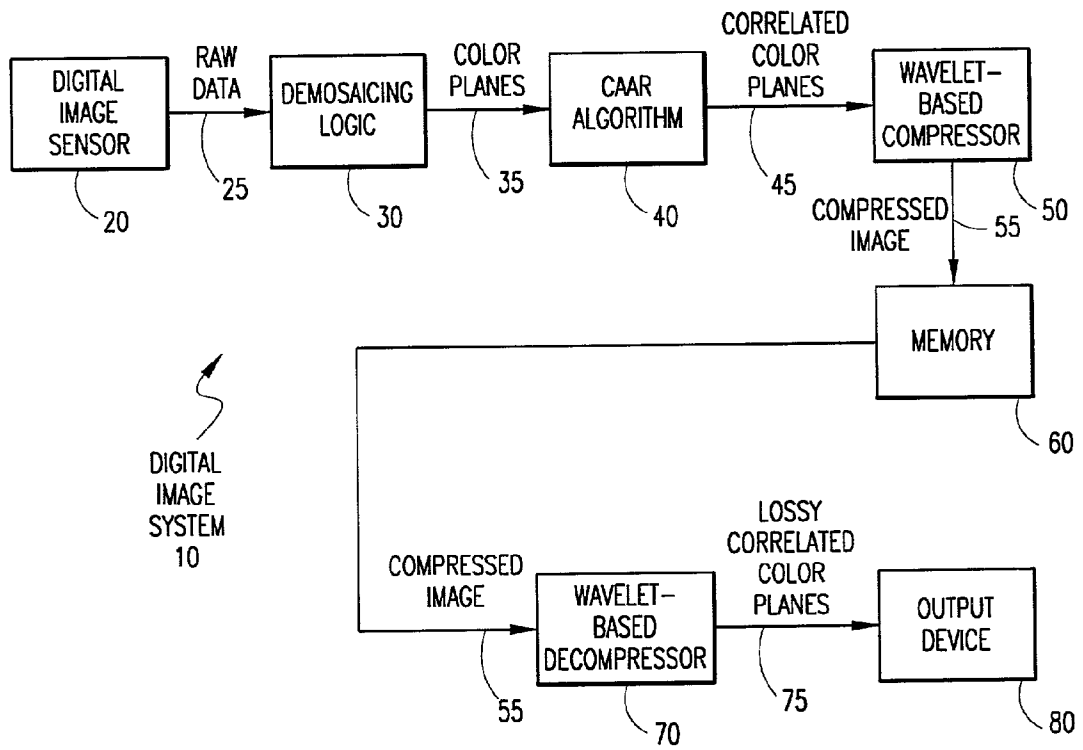 DIGITAL
IMAGE
SENSOR
20
RAW
DATA
25
DEMOSAICING
LOGIC
30
COLOR
PLANES
35
CAAR
ALGORITHM
40
CORRELATED
COLOR PLANES
45
WAVELET-
BASED
COMPRESSOR
50
COMPRESSED
IMAGE
55
MEMORY
60
DIGITAL
IMAGE
SYSTEM
10
COMPRESSED
IMAGE
55
WAVELET-
BASED
DECOMPRESSOR
70
LOSSY
CORRELATED
COLOR
PLANES
75
OUTPUT
DEVICE
80